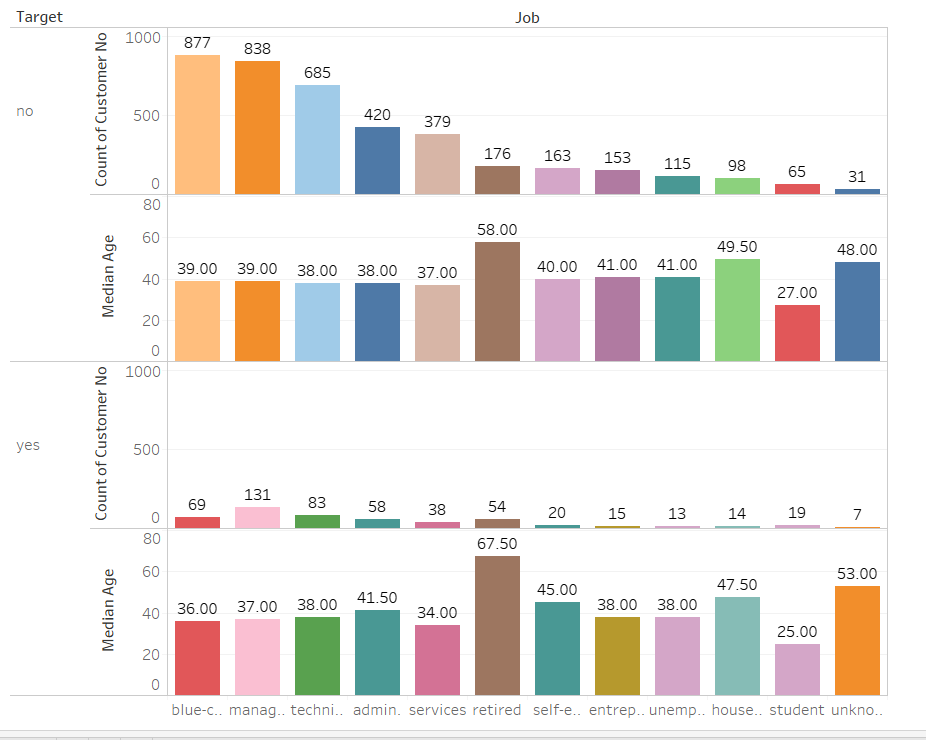 Target Job
Count of Customer No
1000
500
0
877 838 685 420 379 176 163 153 115 98 65 31
no
Median Age
80
60
40
20
0
39.00 39.00 38.00 38.00 37.00 58.00 40.00 41.00 41.00 49.50 27.00 48.00
Count of Customer No
1000
500
0
69 131 83 58 38 54 20 15 13 14 19 7
yes
Median Age
80
60
40
20
0
36.00 37.00 38.00 41.50 34.00 67.50 45.00 38.00 38.00 47.50 25.00 53.00
blue-c.. manag.. techni.. admin. services retired self-e.. entrep.. unemp.. house.. student unkno..